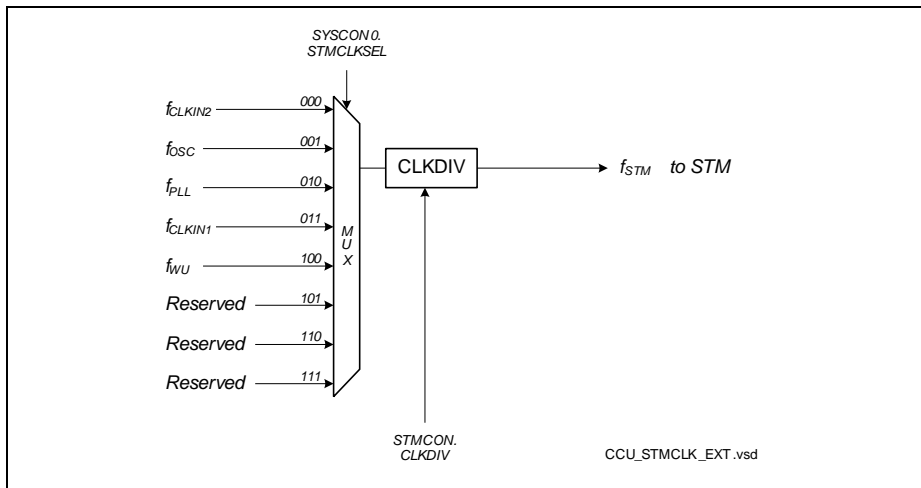 SYSCON0.
STMCLKSEL
fCLKIN2 000
fOSC 001
fPLL 010
fCLKIN1 011
fWU 100
Reserved 101
Reserved 110
Reserved 111
M
U
X
CLKDIV
fSTM to STM
STMCON.
CLKDIV
CCU_STMCLK_EXT.vsd